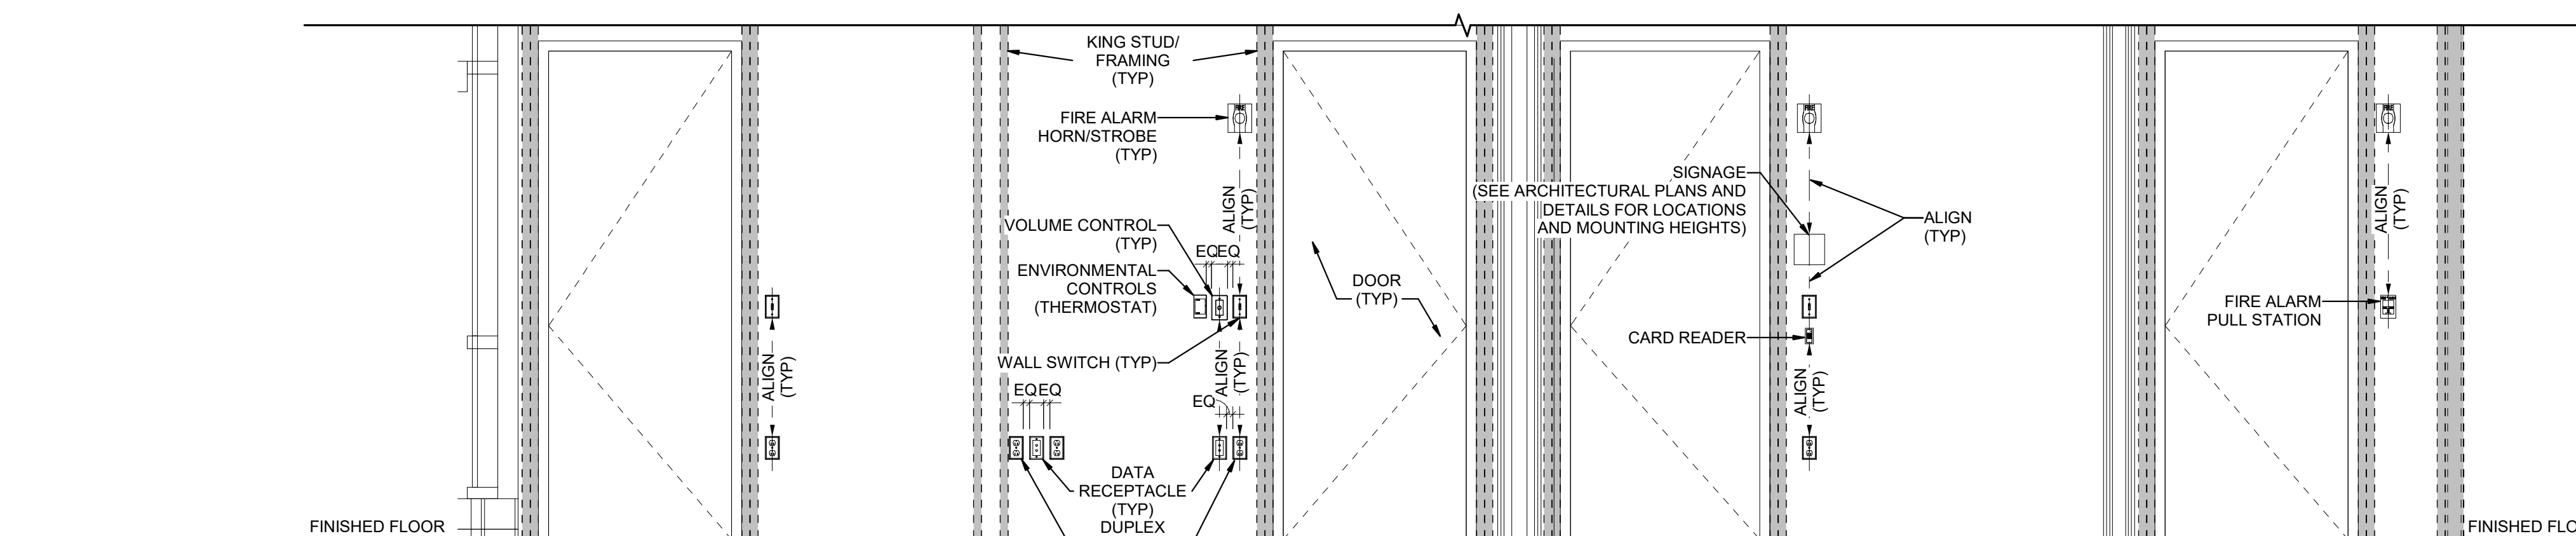 KING STUD/
FRAMING
(TYP)
FIRE ALARM
HORN/STROBE
(TYP)
ALIGN
(TYP)
VOLUME CONTROL
(TYP)
EQ EQ
ENVIRONMENTAL
CONTROLS
(THERMOSTAT)
WALL SWITCH (TYP)
ALIGN
(TYP)
ALIGN
(TYP)
EQ EQ
EQ
DATA
RECEPTACLE
(TYP)
DUPLEX
DOOR
(TYP)
SIGNAGE
(SEE ARCHITECTURAL PLANS AND
DETAILS FOR LOCATIONS
AND MOUNTING HEIGHTS)
ALIGN
(TYP)
CARD READER
ALIGN
(TYP)
ALIGN
(TYP)
FIRE ALARM
PULL STATION
FIRE
FIRE
FIRE
FINISHED FLOOR
FINISHED FLO